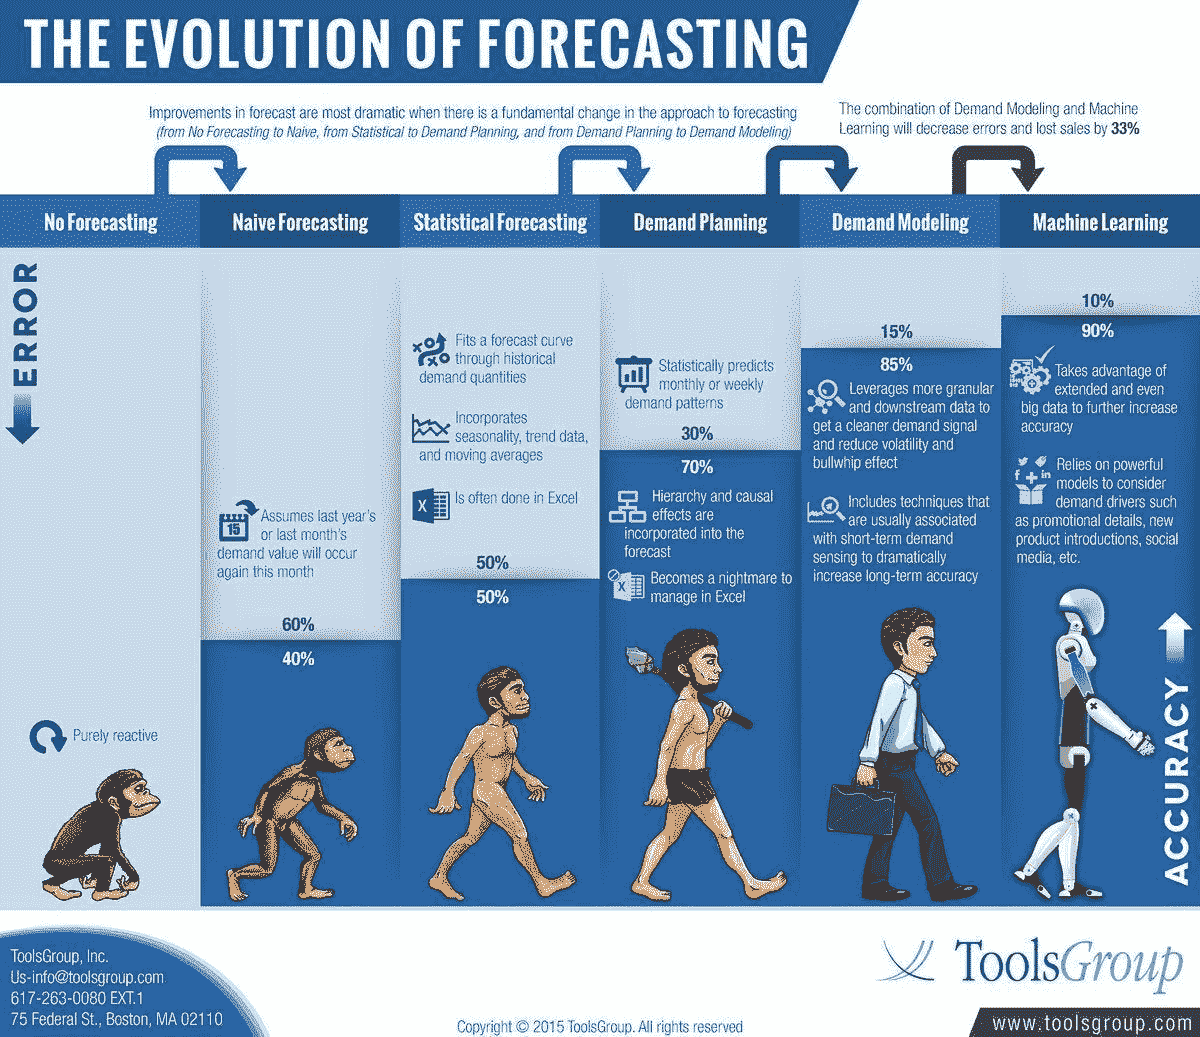 THE EVOLUTION OF FORECASTING
Improvements in forecast are most dramatic when there is a fundamental change in the approach to forecasting
(from No Forecasting to Naive, from Statistical to Demand Planning, and from Demand Planning to Demand Modeling)
The combination of Demand Modeling and Machine
Learning will decrease errors and lost sales by 33%
No Forecasting
Naive Forecasting
Statistical Forecasting
Demand Planning
Demand Modeling
Machine Learning
ERROR
Purely reactive
15
Assumes last year's
or last month's
demand value will occur
again this month
60%
40%
Fits a forecast curve
through historical
demand quantities
Incorporates
seasonality, trend data,
and moving averages
X
Is often done in Excel
50%
50%
Statistically predicts
monthly or weekly
demand patterns
30%
70%
Hierarchy and causal
effects are
incorporated into the
forecast
X
Becomes a nightmare to
manage in Excel
15%
85%
Leverages more granular
and downstream data to
get a cleaner demand signal
and reduce volatility and
bullwhip effect
Includes techniques that
are usually associated
with short-term demand
sensing to dramatically
increase long-term accuracy
10%
90%
Takes advantage of
extended and even
big data to further increase
accuracy
Relies on powerful
models to consider
demand drivers such
as promotional details, new
product introductions, social
media, etc.
ACCURACY
ToolsGroup, Inc.
Us-info@toolsgroup.com
617-263-0080 EXT.1
75 Federal St., Boston, MA 02110
Copyright © 2015 ToolsGroup. All rights reserved
ToolsGroup
www.toolsgroup.com